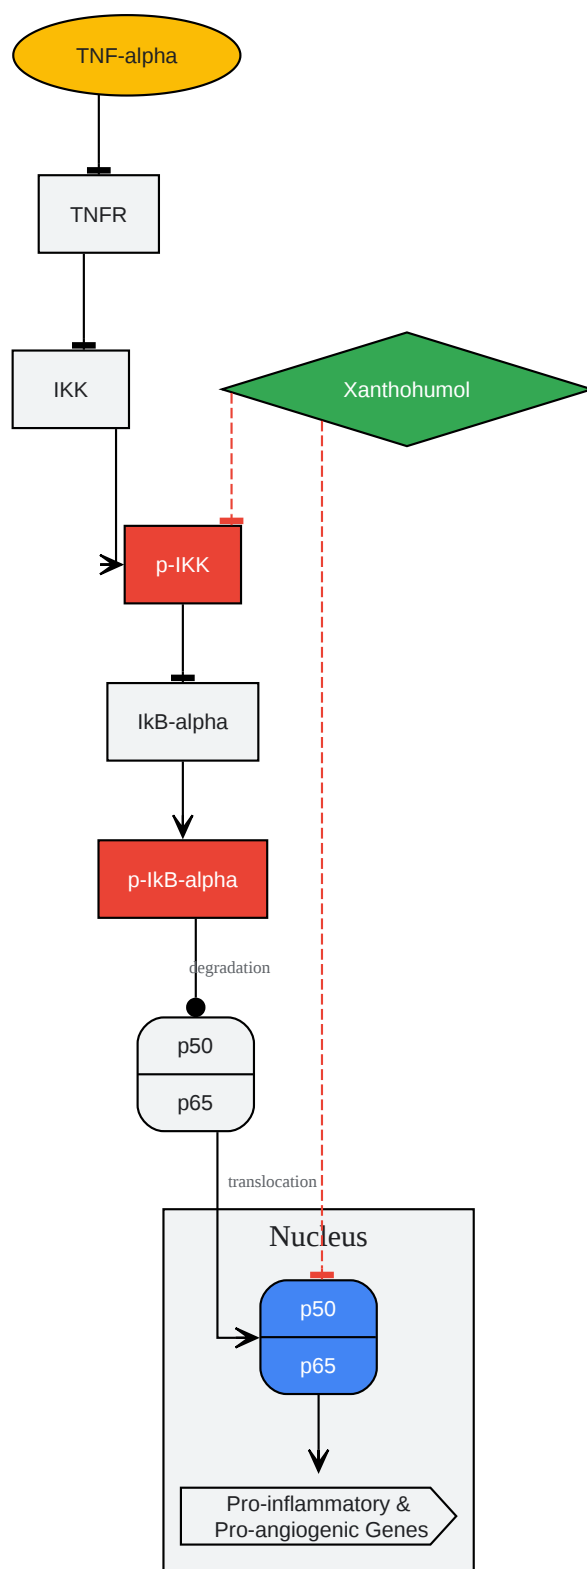 TNF-alpha
TNFR
IKK
Xanthohumol
p-IKK
IkB-alpha
p-IkB-alpha
degradation
p50
p65
translocation
Nucleus
p50
p65
Pro-inflammatory &
Pro-angiogenic Genes